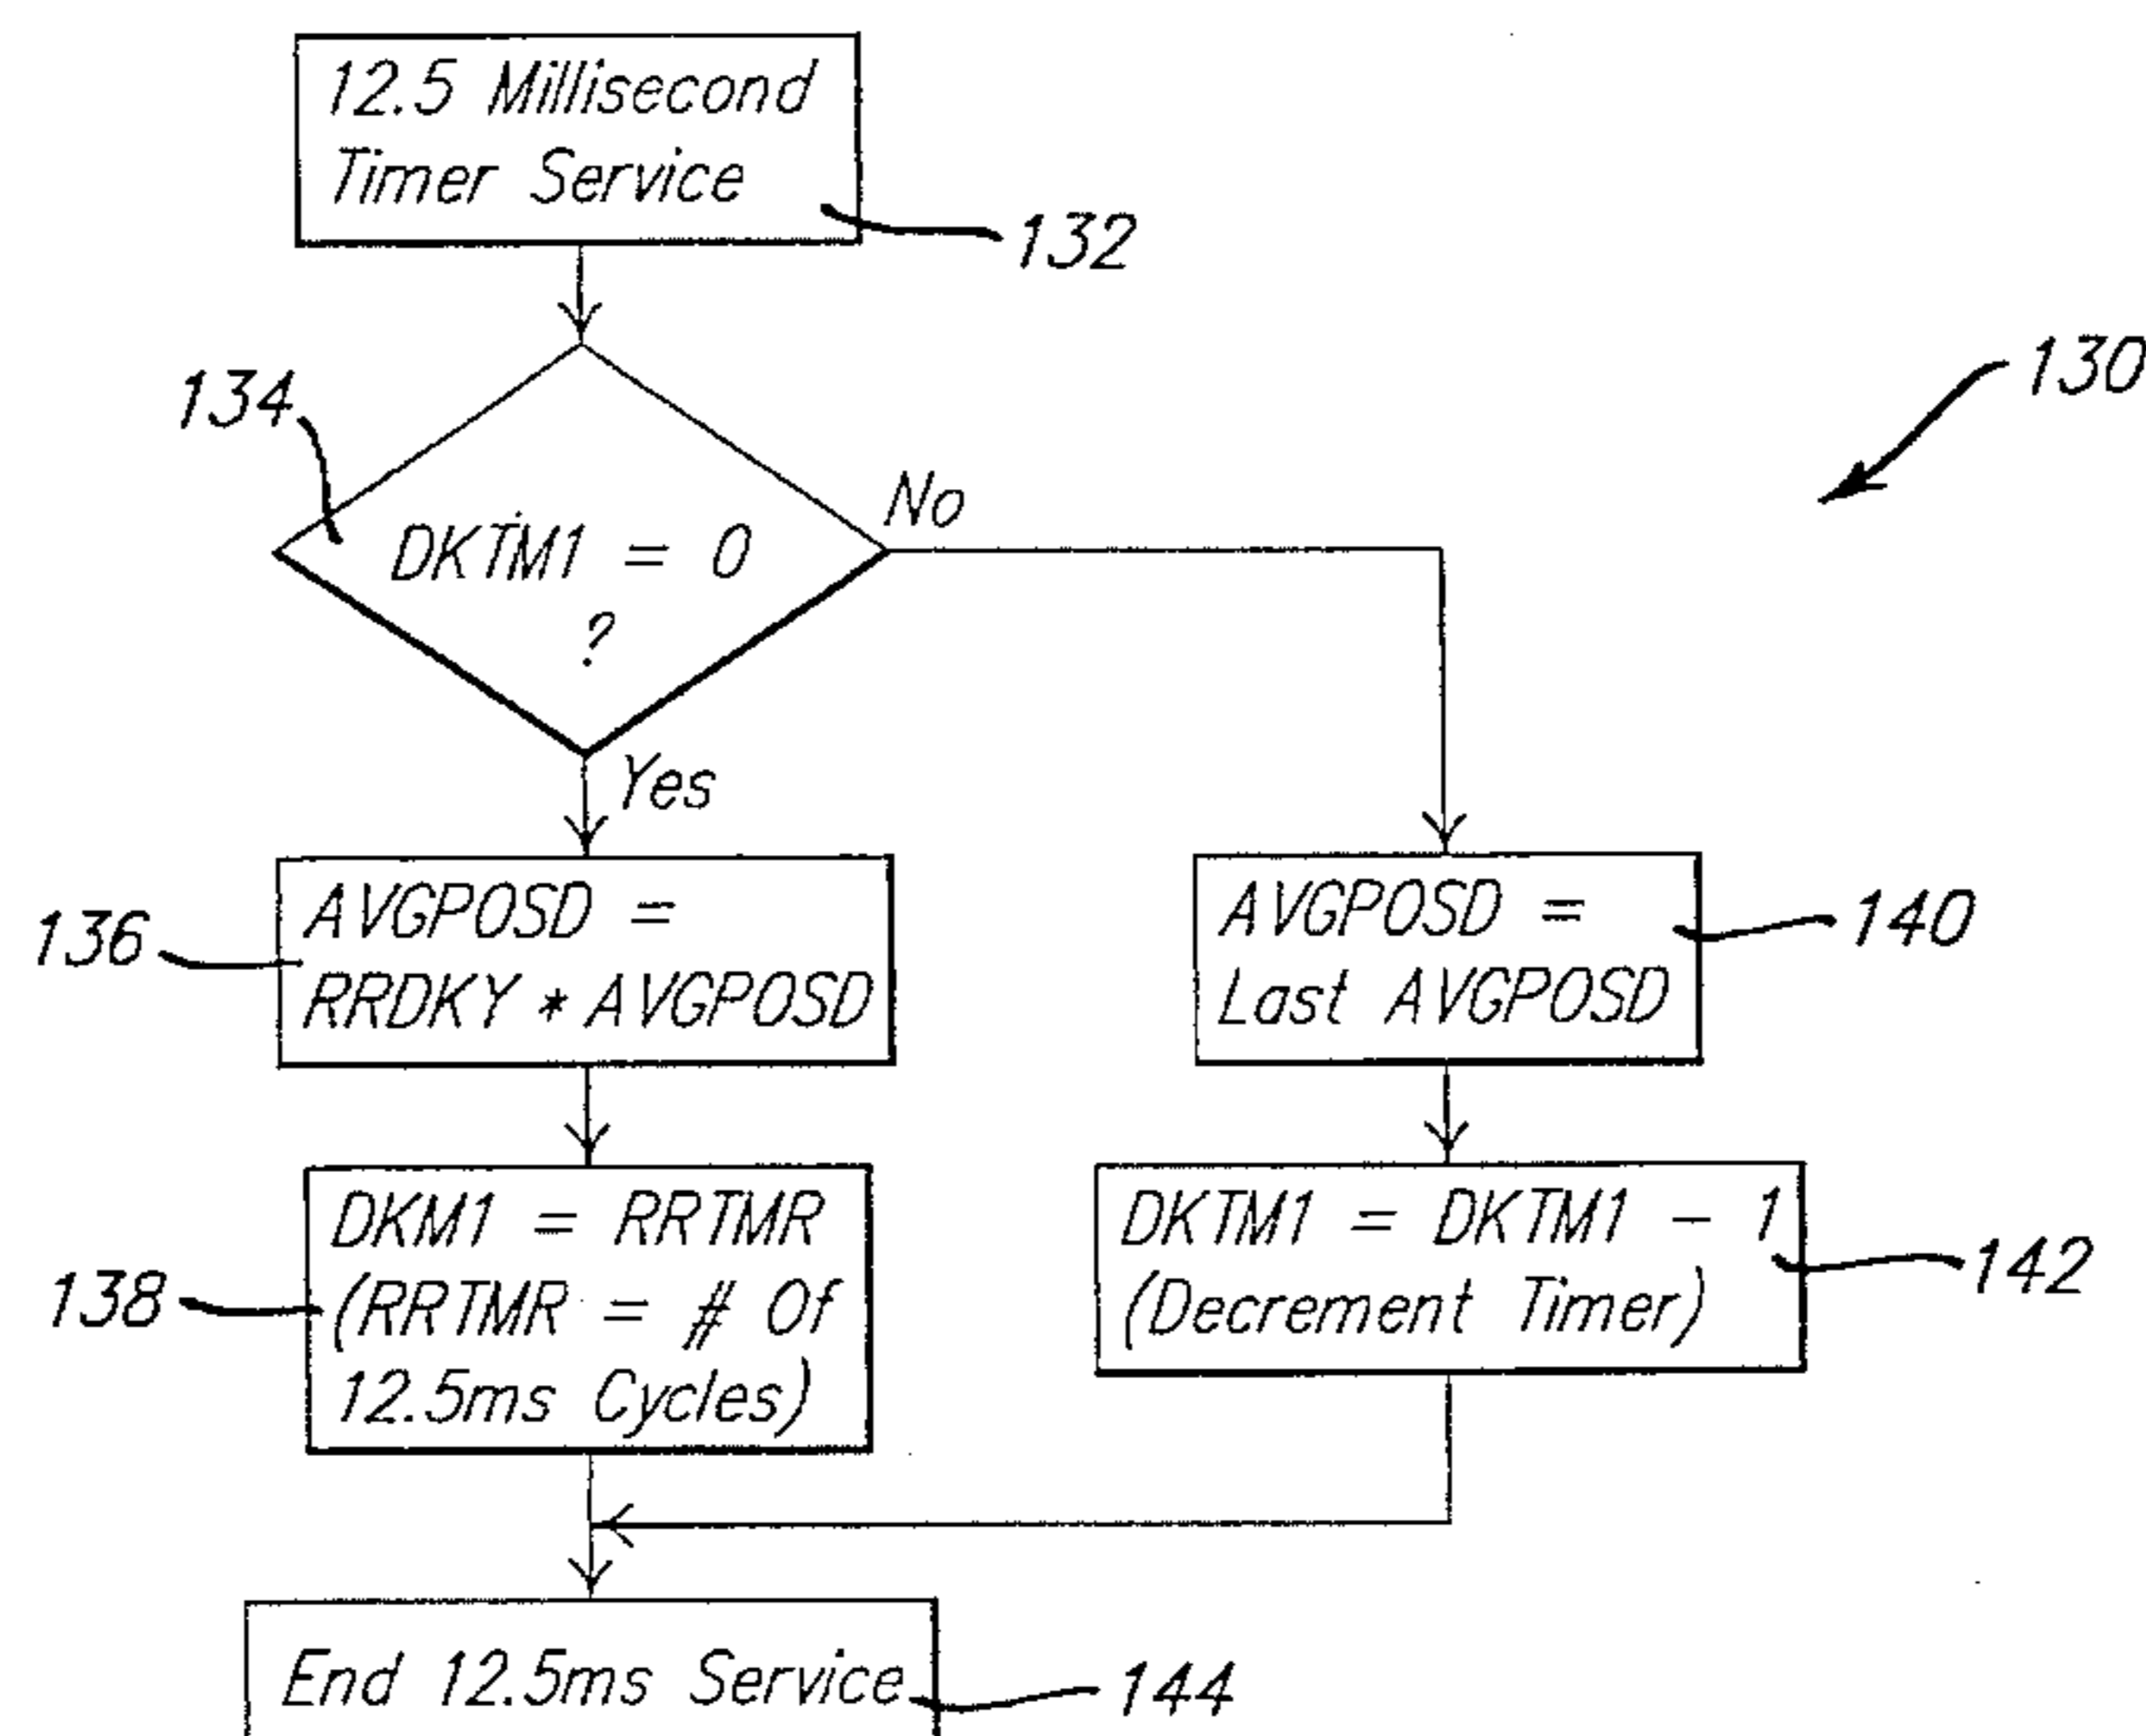 12.5 Millisecond
Timer Service
132
130
134
DKTM1 = 0
?
No
Yes
136
AVGPOSD =
RRDKY * AVGPOSD
AVGPOSD =
Last AVGPOSD
140
138
DKM1 = RRTMR
(RRTMR = # Of
12.5ms Cycles)
DKTM1 = DKTM1 - 1
(Decrement Timer)
142
End 12.5ms Service
144